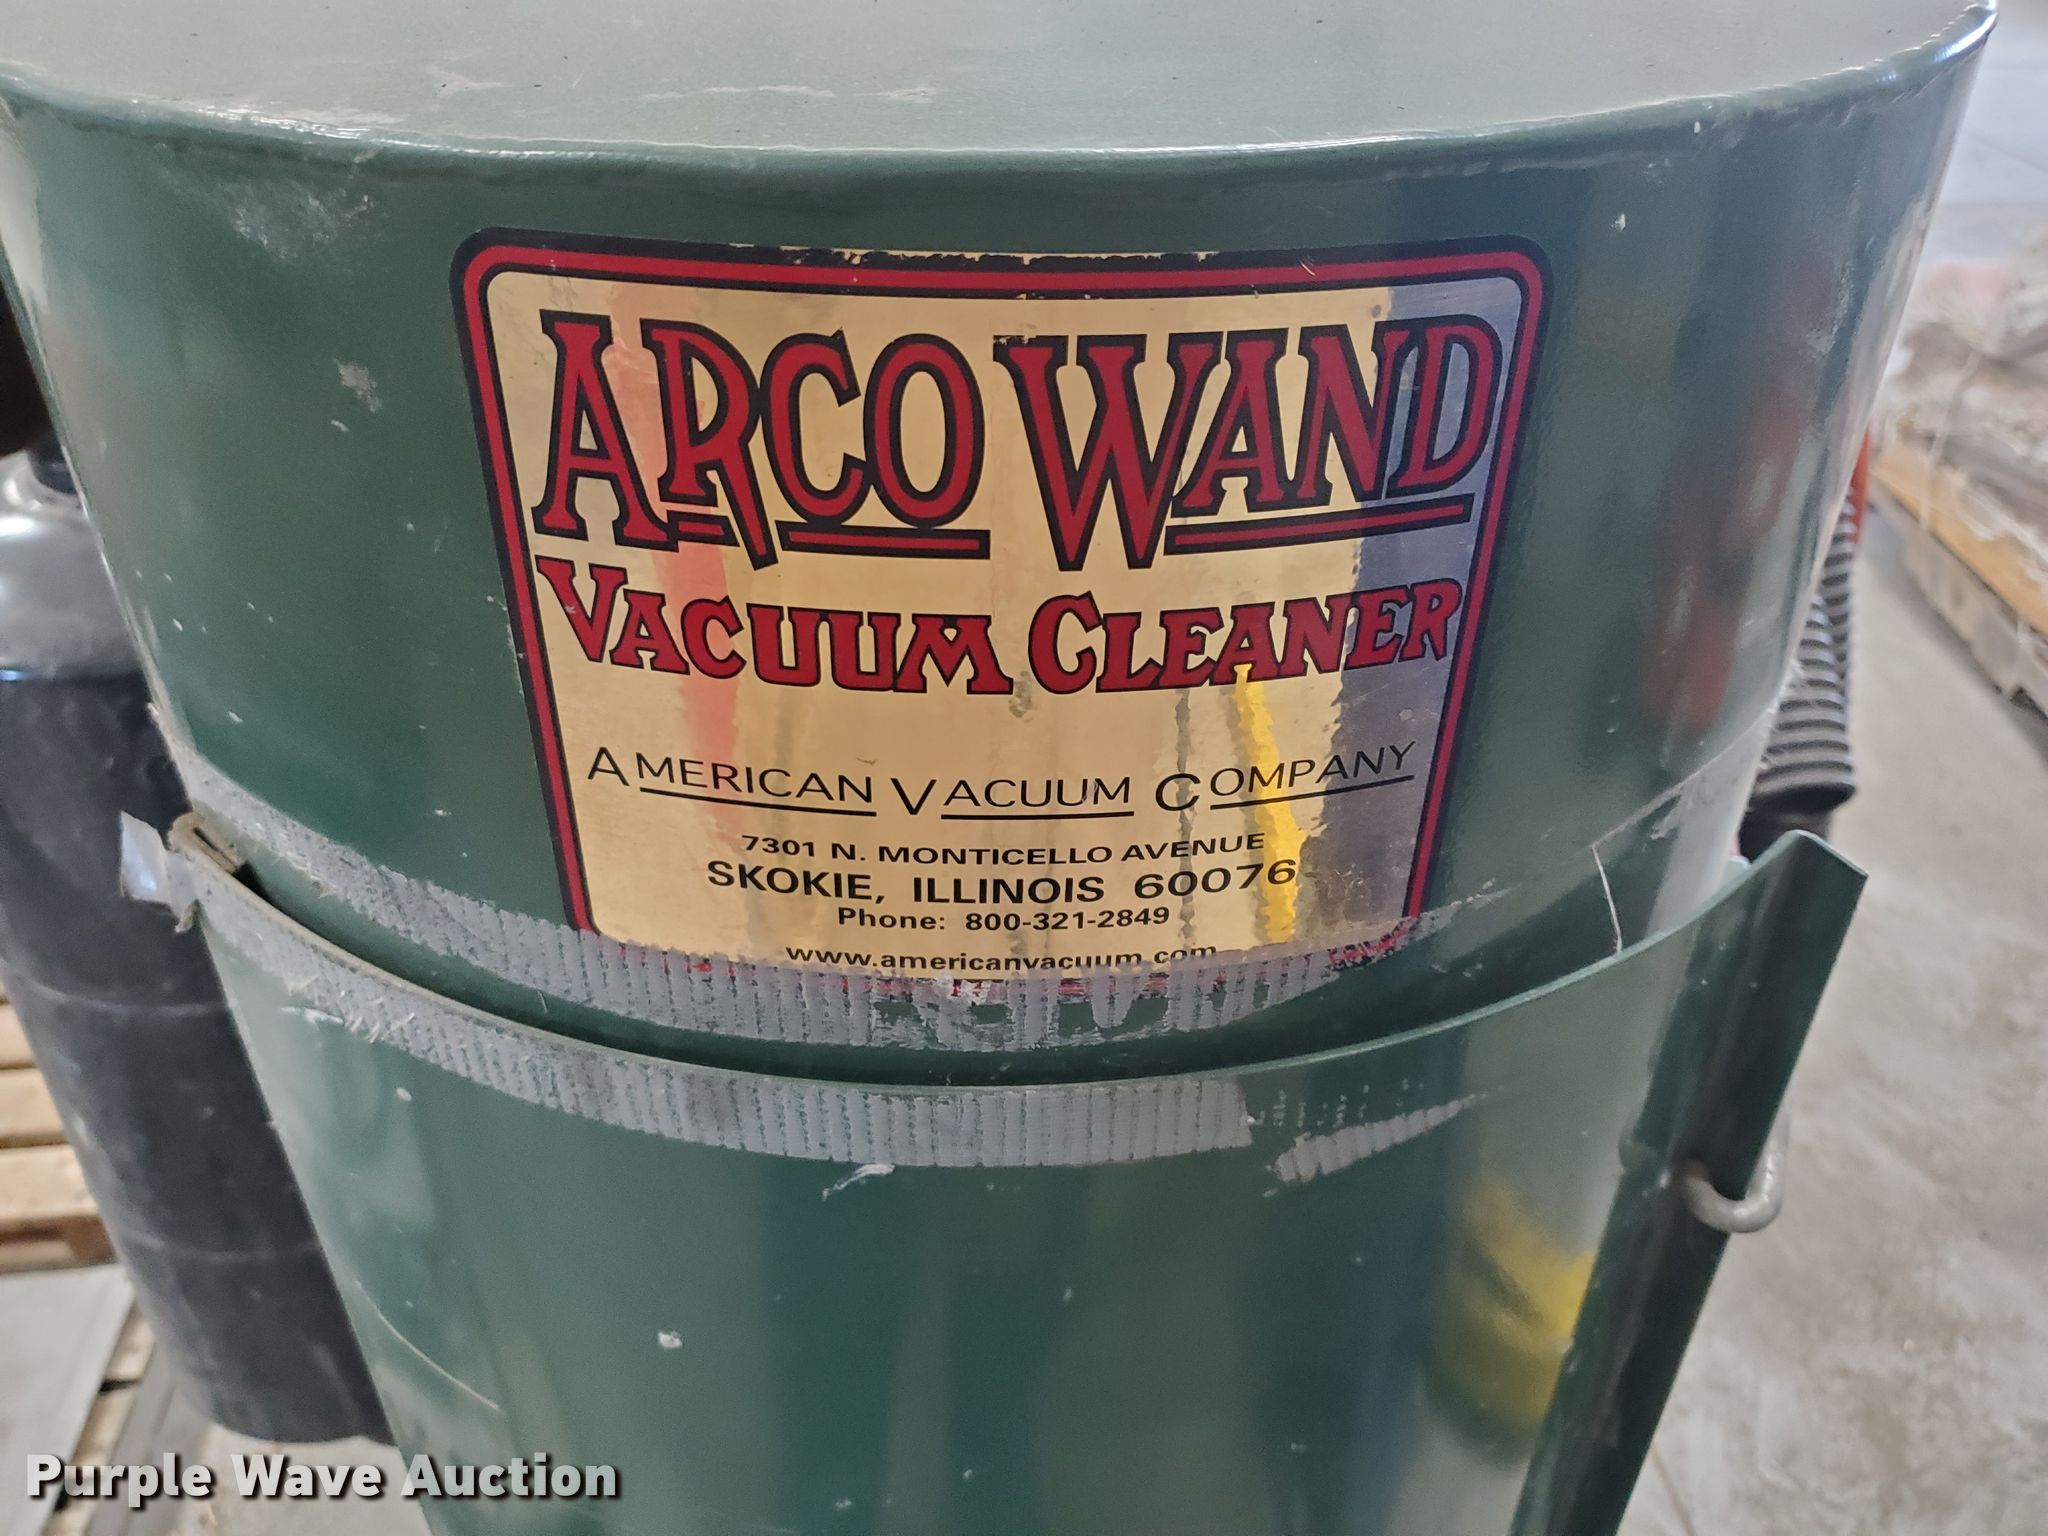 ARCO WAND
VACUUM CLEANER
AMERICAN VACUUM COMPANY
7301 N. MONTICELLO AVENUE
SKOKIE, ILLINOIS 60076
Phone: 800-321-2849
www.americanvacuum.com
Purple Wave Auction